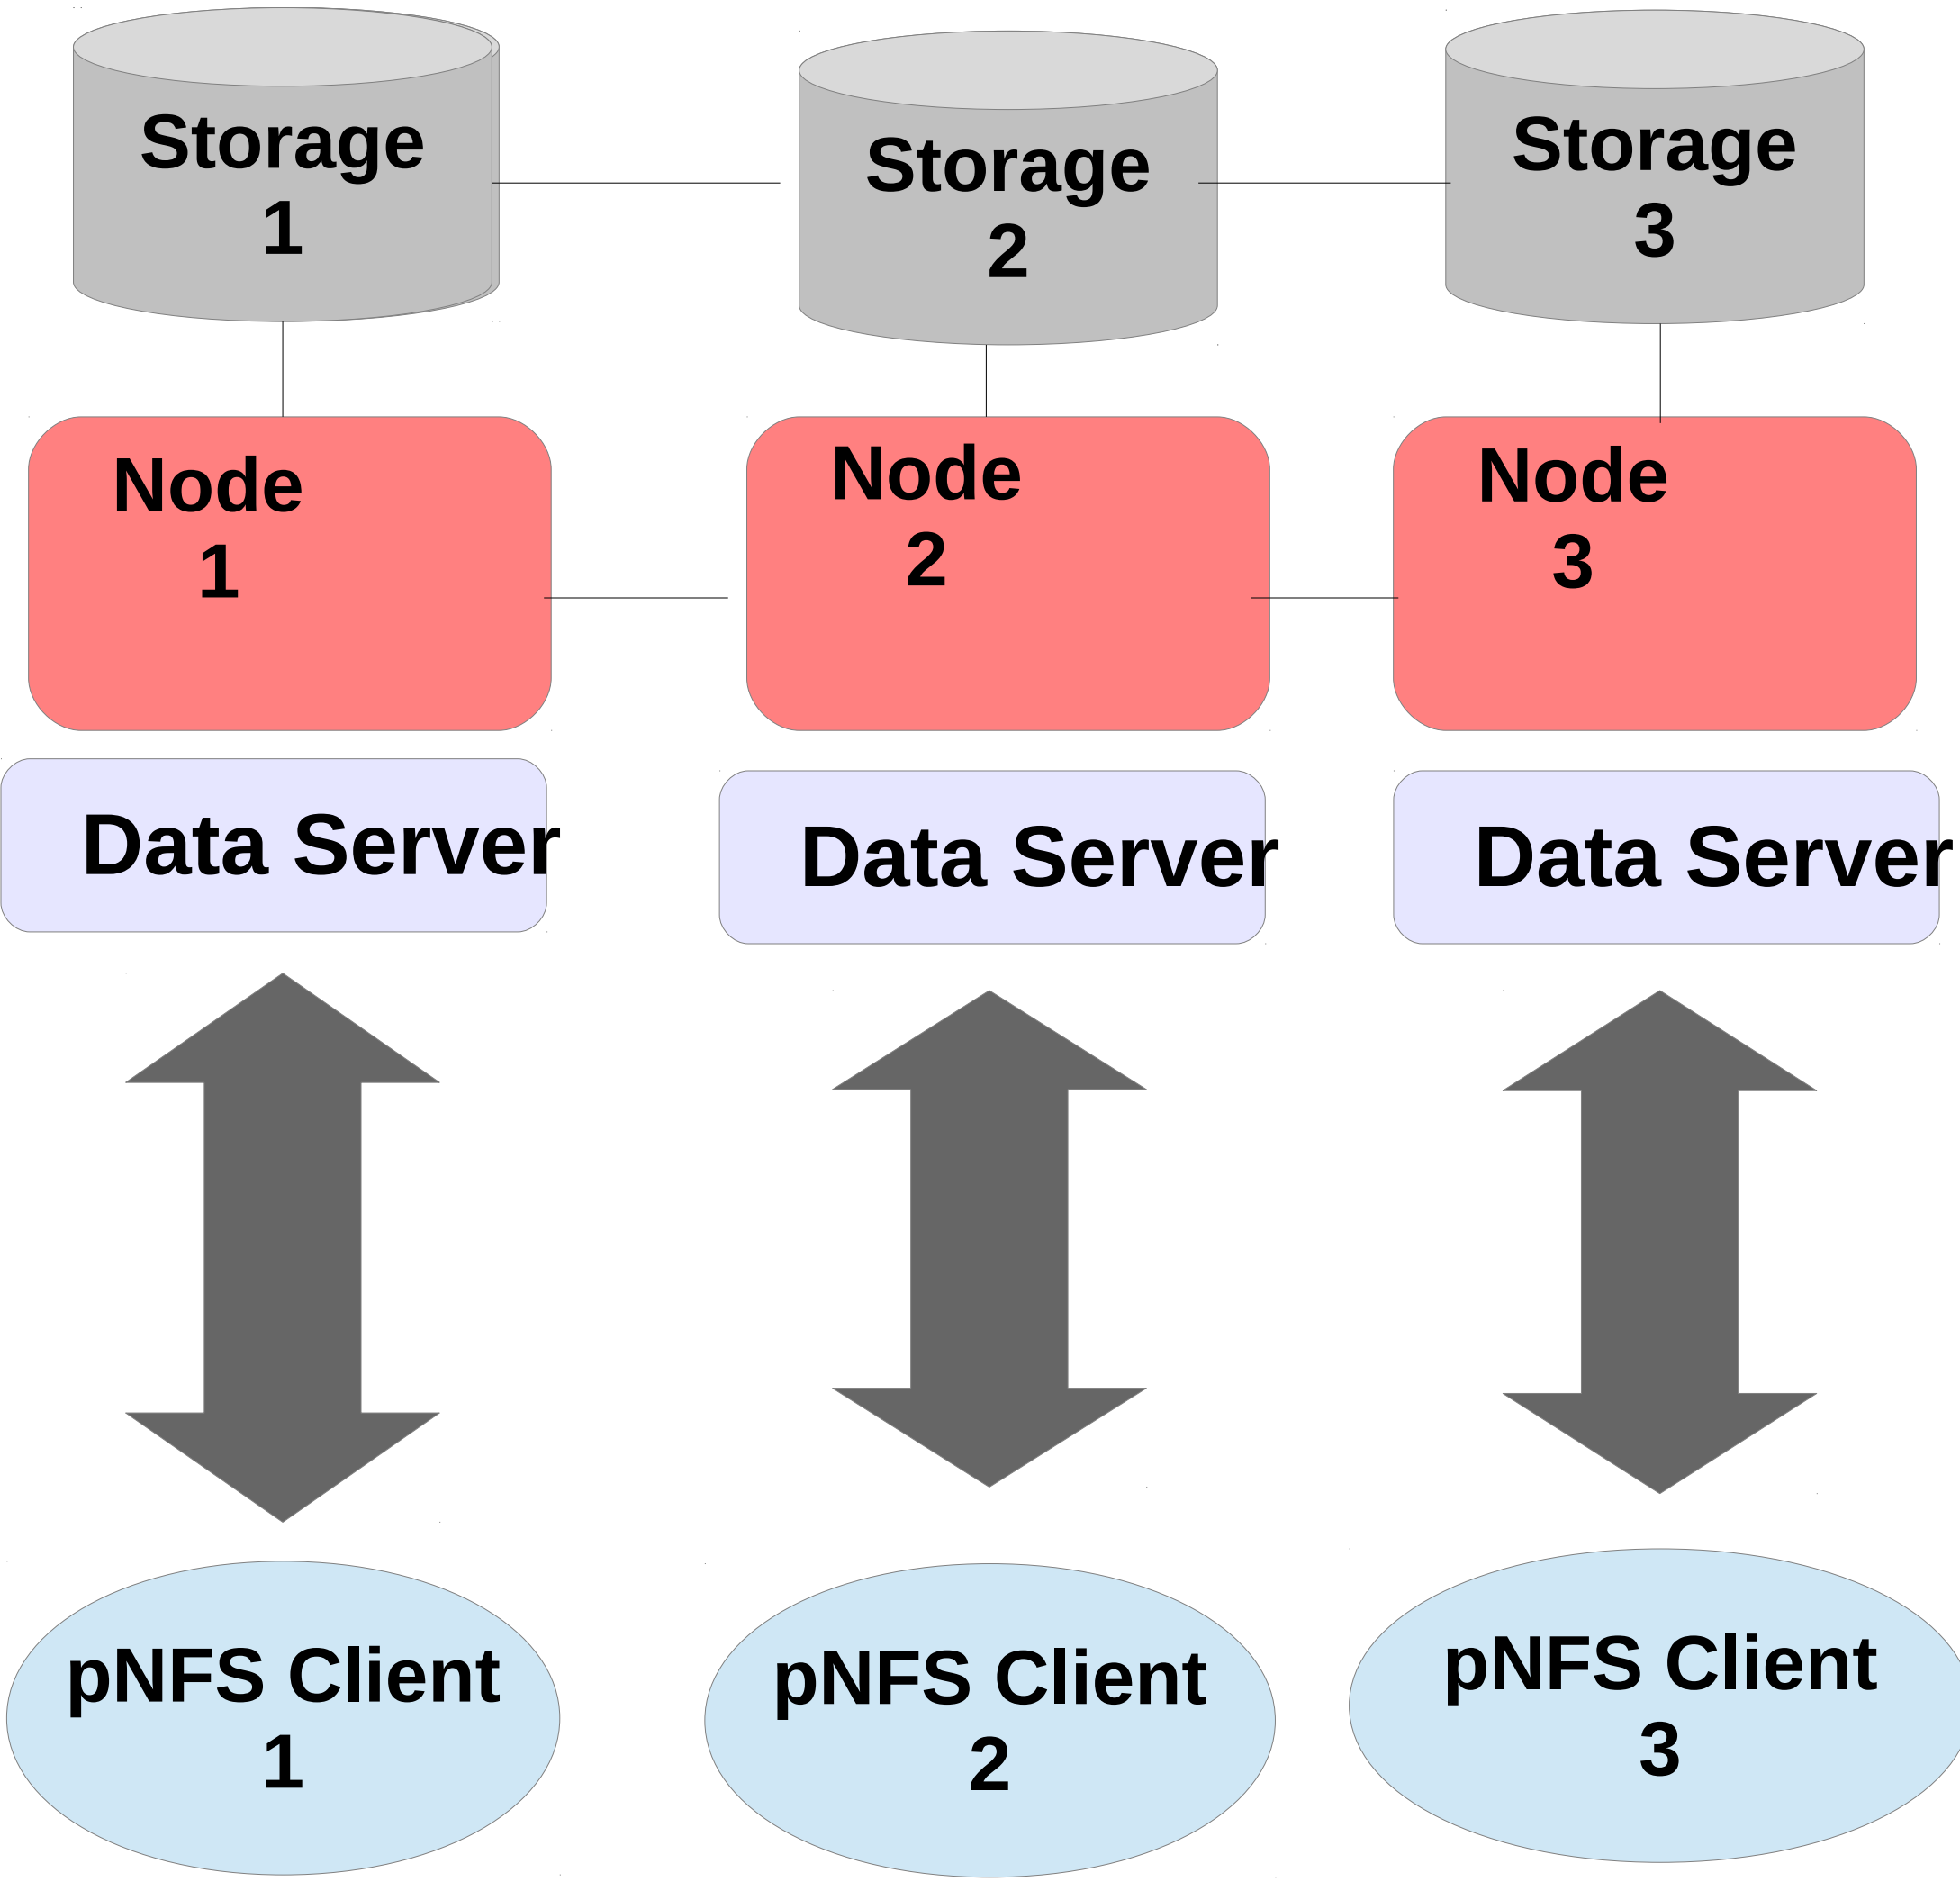 Storage
1
Storage
2
Storage
3
Node
1
Node
2
Node
3
Data Server
Data Server
Data Server
pNFS Client
1
pNFS Client
2
pNFS Client
3